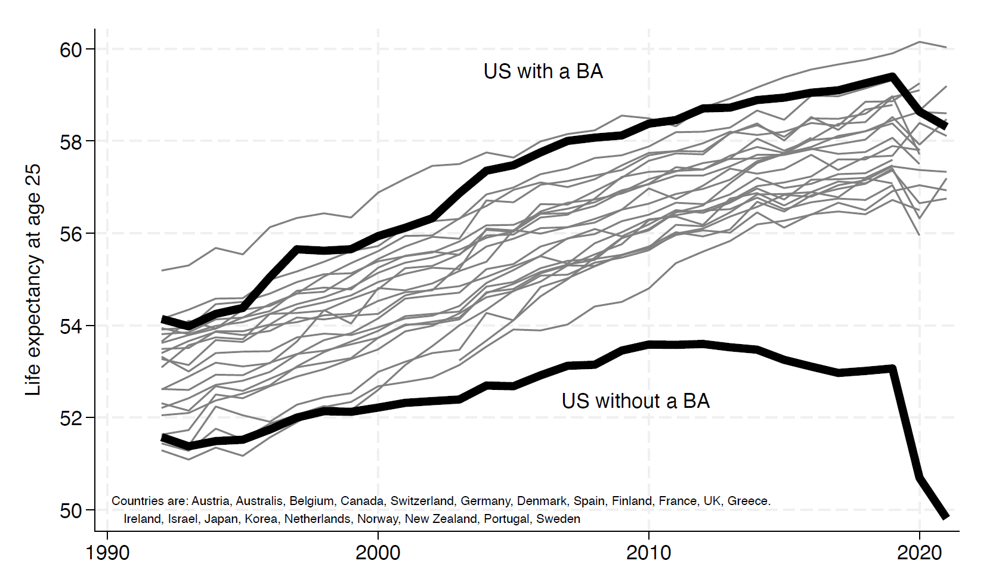 60
US with a BA
58
Life expectancy at age 25
56
54
US without a BA
52
Countries are: Austria, Australis, Belgium, Canada, Switzerland, Germany, Denmark, Spain, Finland, France, UK, Greece.
50
Ireland, Israel, Japan, Korea, Netherlands, Norway, New Zealand, Portugal, Sweden
1990 2000 2010 2020